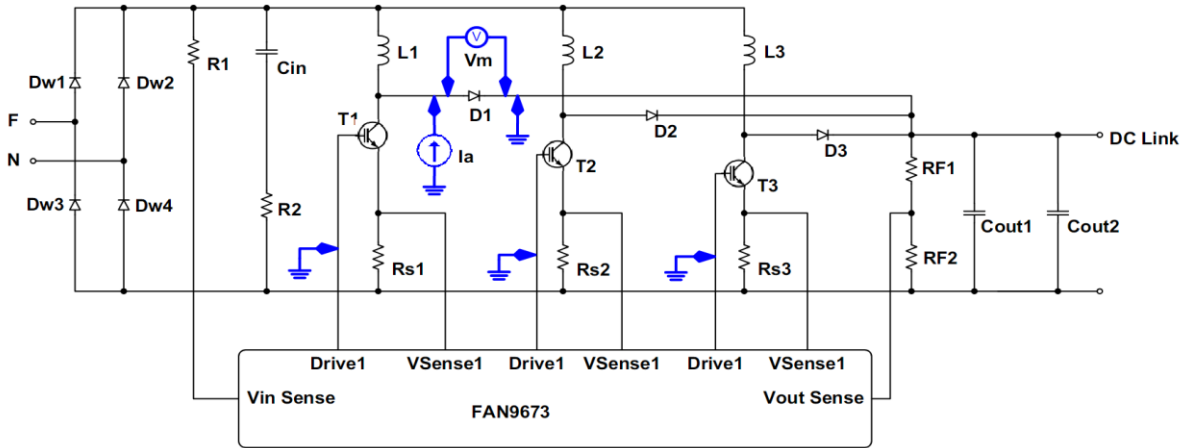 L1
V
Vm
L2
L3
R1
Cin
Dw1
Dw2
D1
T1
D2
F
Ia
D3
DC Link
N
T2
RF1
T3
Dw3
Dw4
R2
Cout1
Cout2
Rs1
Rs2
Rs3
RF2
Drive1
VSense1
Drive1
VSense1
Drive1
VSense1
Vin Sense
Vout Sense
FAN9673